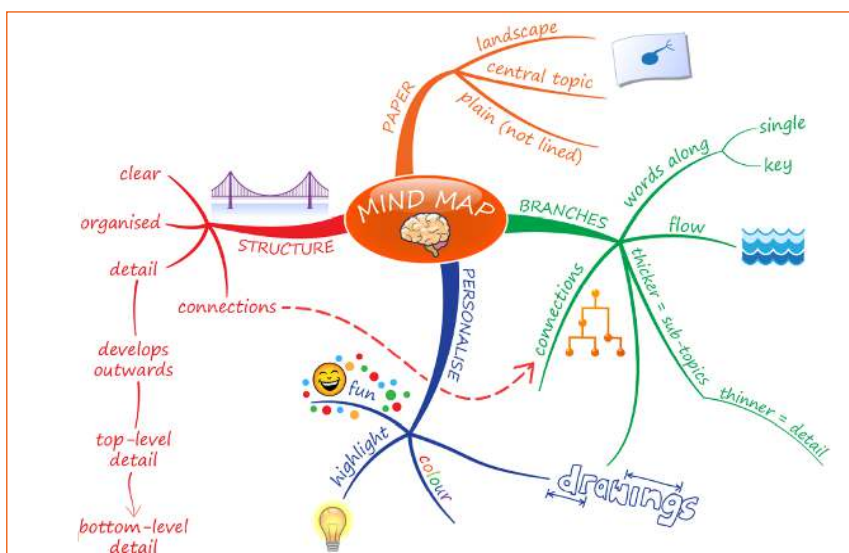 MIND MAP
PAPER
landscape
central topic
plain (not lined)
BRANCHES
words along
single
key
flow
connections
thicker = sub-topics
thinner = detail
PERSONALISE
fun
highlight
colour
drawings
STRUCTURE
clear
organised
detail
connections
develops
outwards
top-level
detail
bottom-level
detail